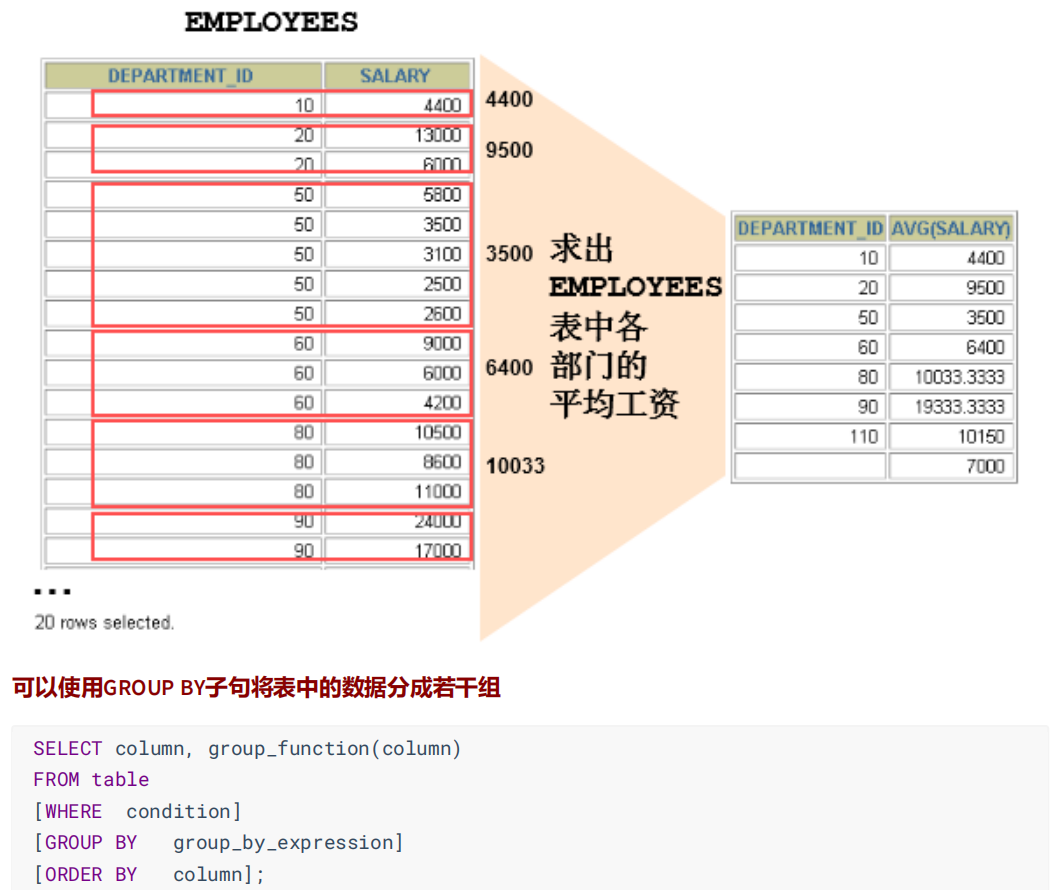 EMPLOYEES
DEPARTMENT_ID SALARY
10 4400
20 13000
20 6000
50 5800
50 3500
50 3100
50 2500
50 2600
60 9000
60 6000
60 4200
80 10500
80 8600
80 11000
90 24000
90 17000
...
20 rows selected.
4400
9500
3500
6400
10033
求出
EMPLOYEES
表中各
部门的
平均工资
DEPARTMENT_ID AVG(SALARY)
10 4400
20 9500
50 3500
60 6400
80 10033.3333
90 19333.3333
110 10150
7000
可以使用GROUP BY子句将表中的数据分成若干组
SELECT column, group_function(column)
FROM table
[WHERE condition]
[GROUP BY group_by_expression]
[ORDER BY column];